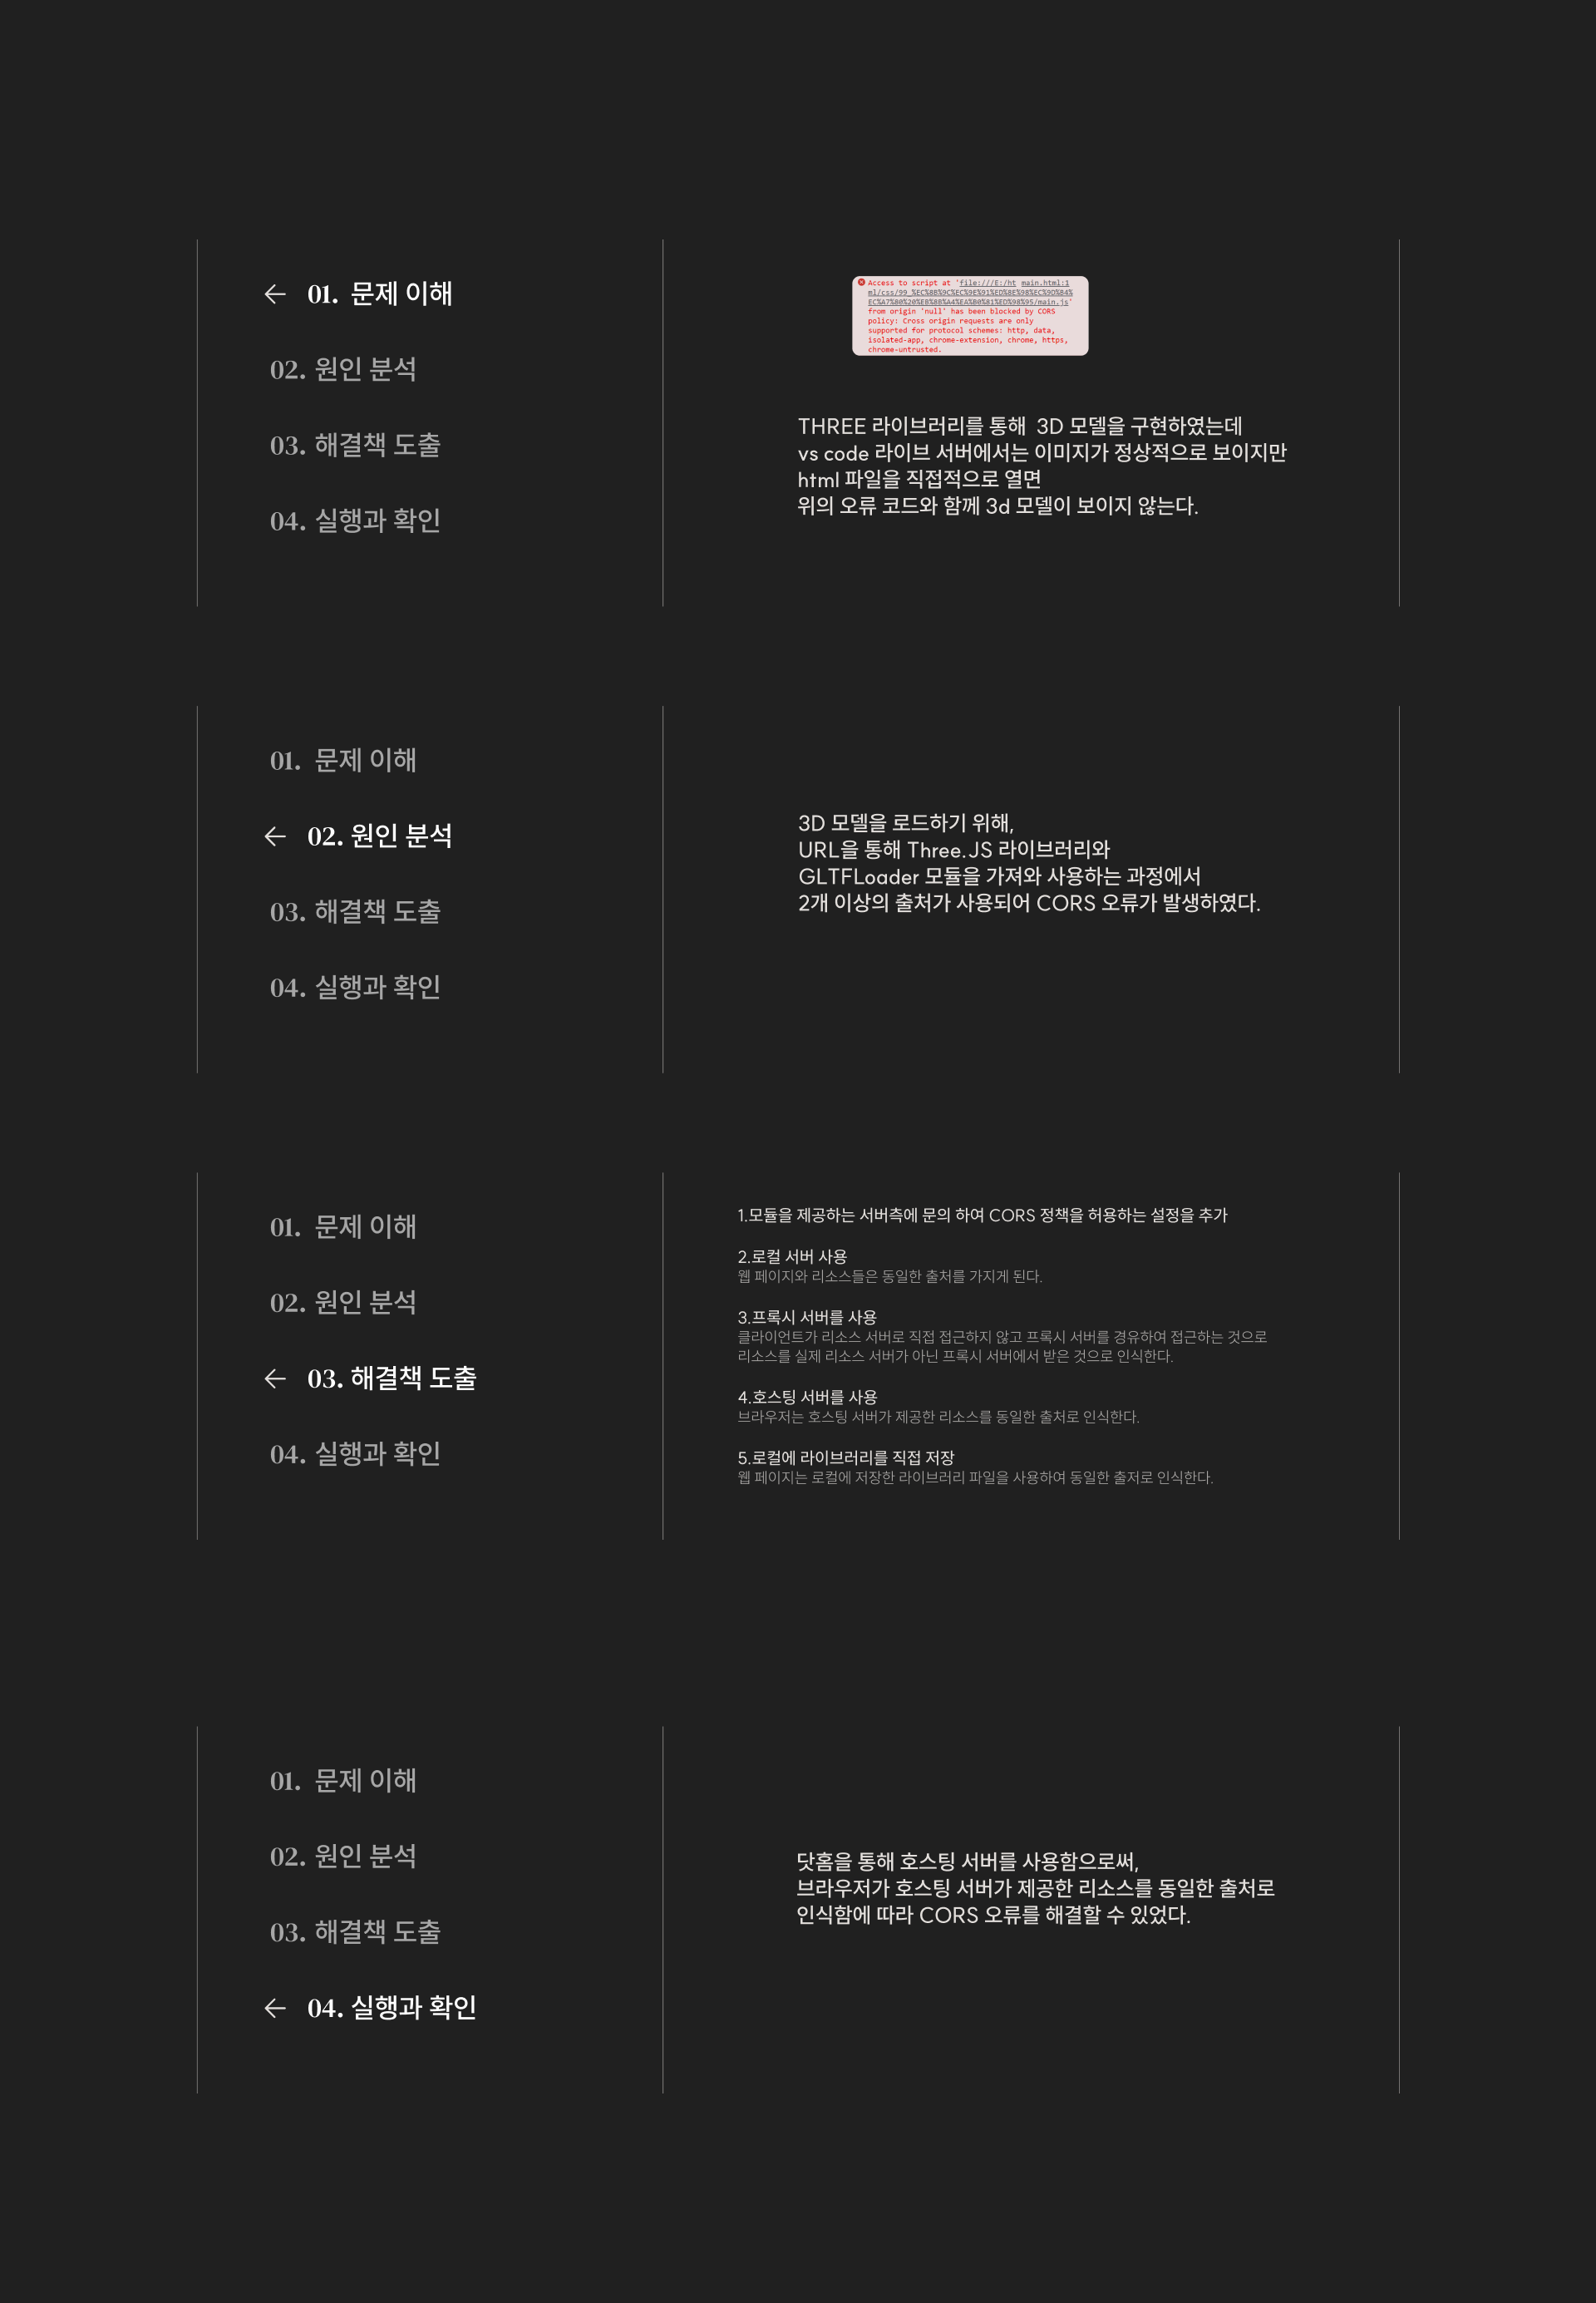 ← 01. 문제 이해
02. 원인 분석
03. 해결책 도출
04. 실행과 확인
Access to script at 'file:///E:/ht main.html:1
ml/css/99_%EC%8B%9C%EC%9E%91%ED%8E%98%EC%9D%B4%
EC%A7%80%20%EB%8B%A4%EA%B0%81%ED%98%95/main.js'
from origin 'null' has been blocked by CORS
policy: Cross origin requests are only
supported for protocol schemes: http, data,
isolated-app, chrome-extension, chrome, https,
chrome-untrusted.
THREE 라이브러리를 통해 3D 모델을 구현하였는데
vs code 라이브 서버에서는 이미지가 정상적으로 보이지만
html 파일을 직접적으로 열면
위의 오류 코드와 함께 3d 모델이 보이지 않는다.
01. 문제 이해
← 02. 원인 분석
03. 해결책 도출
04. 실행과 확인
3D 모델을 로드하기 위해,
URL을 통해 Three.JS 라이브러리와
GLTFLoader 모듈을 가져와 사용하는 과정에서
2개 이상의 출처가 사용되어 CORS 오류가 발생하였다.
01. 문제 이해
02. 원인 분석
← 03. 해결책 도출
04. 실행과 확인
1.모듈을 제공하는 서버측에 문의 하여 CORS 정책을 허용하는 설정을 추가
2.로컬 서버 사용
웹 페이지와 리소스들은 동일한 출처를 가지게 된다.
3.프록시 서버를 사용
클라이언트가 리소스 서버로 직접 접근하지 않고 프록시 서버를 경유하여 접근하는 것으로
리소스를 실제 리소스 서버가 아닌 프록시 서버에서 받은 것으로 인식한다.
4.호스팅 서버를 사용
브라우저는 호스팅 서버가 제공한 리소스를 동일한 출처로 인식한다.
5.로컬에 라이브러리를 직접 저장
웹 페이지는 로컬에 저장한 라이브러리 파일을 사용하여 동일한 출저로 인식한다.
01. 문제 이해
02. 원인 분석
03. 해결책 도출
← 04. 실행과 확인
닷홈을 통해 호스팅 서버를 사용함으로써,
브라우저가 호스팅 서버가 제공한 리소스를 동일한 출처로
인식함에 따라 CORS 오류를 해결할 수 있었다.